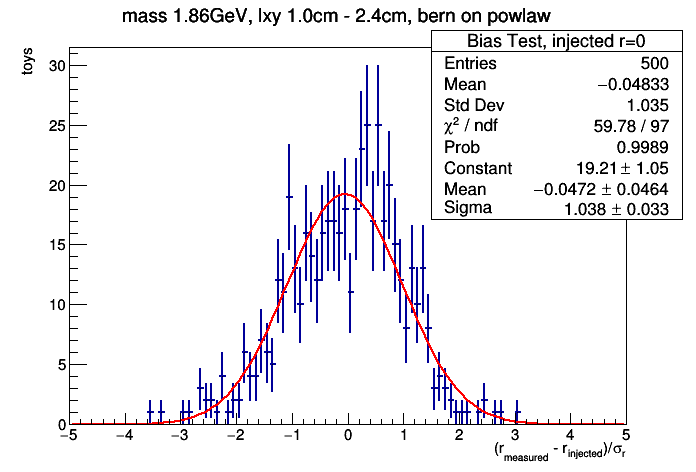 mass 1.86GeV, lxy 1.0cm - 2.4cm, bern on powlaw
Bias Test, injected r=0
Entries 500
Mean −0.04833
Std Dev 1.035
χ² / ndf 59.78 / 97
Prob 0.9989
Constant 19.21 ± 1.05
Mean −0.0472 ± 0.0464
Sigma 1.038 ± 0.033
toys
30
25
20
15
10
5
0
−5 −4 −3 −2 −1 0 1 2 3 4 5
(r_measured - r_injected)/σ_r